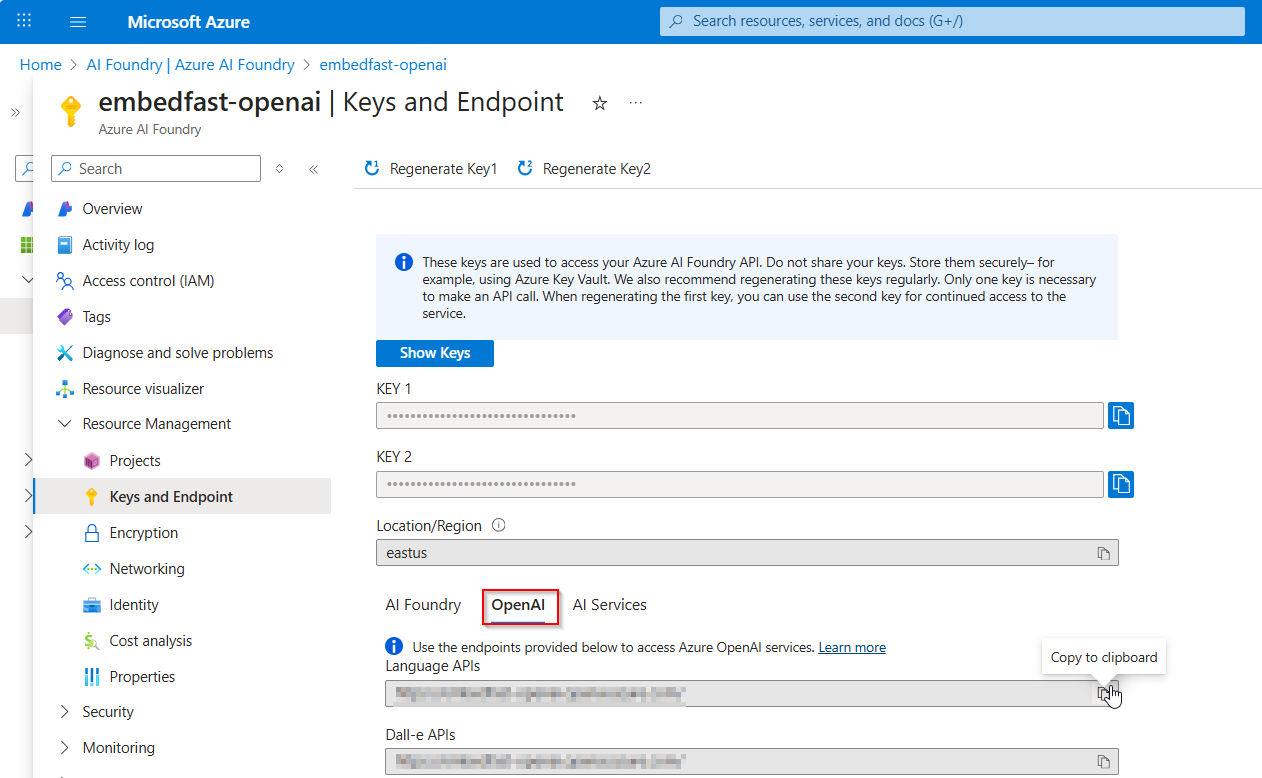 Microsoft Azure
Search resources, services, and docs (G+/)
Home > AI Foundry | Azure AI Foundry > embedfast-openai
embedfast-openai | Keys and Endpoint
Azure AI Foundry
Search
Regenerate Key1
Regenerate Key2
Overview
Activity log
Access control (IAM)
Tags
Diagnose and solve problems
Resource visualizer
Resource Management
Projects
Keys and Endpoint
Encryption
Networking
Identity
Cost analysis
Properties
Security
Monitoring
These keys are used to access your Azure AI Foundry API. Do not share your keys. Store them securely– for
example, using Azure Key Vault. We also recommend regenerating these keys regularly. Only one key is necessary
to make an API call. When regenerating the first key, you can use the second key for continued access to the
service.
Show Keys
KEY 1
KEY 2
Location/Region
eastus
AI Foundry
OpenAI
AI Services
Use the endpoints provided below to access Azure OpenAI services. Learn more
Copy to clipboard
Language APIs
Dall-e APIs